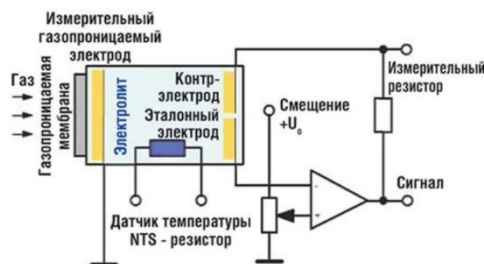 Измерительный
газопроницаемый
электрод
Газ
Газопроницаемая
мембрана
Электролит
Контр-
электрод
Эталонный
электрод
Смещение
+U₀
Измерительный
резистор
-
+
Сигнал
Датчик температуры
NTS - резистор